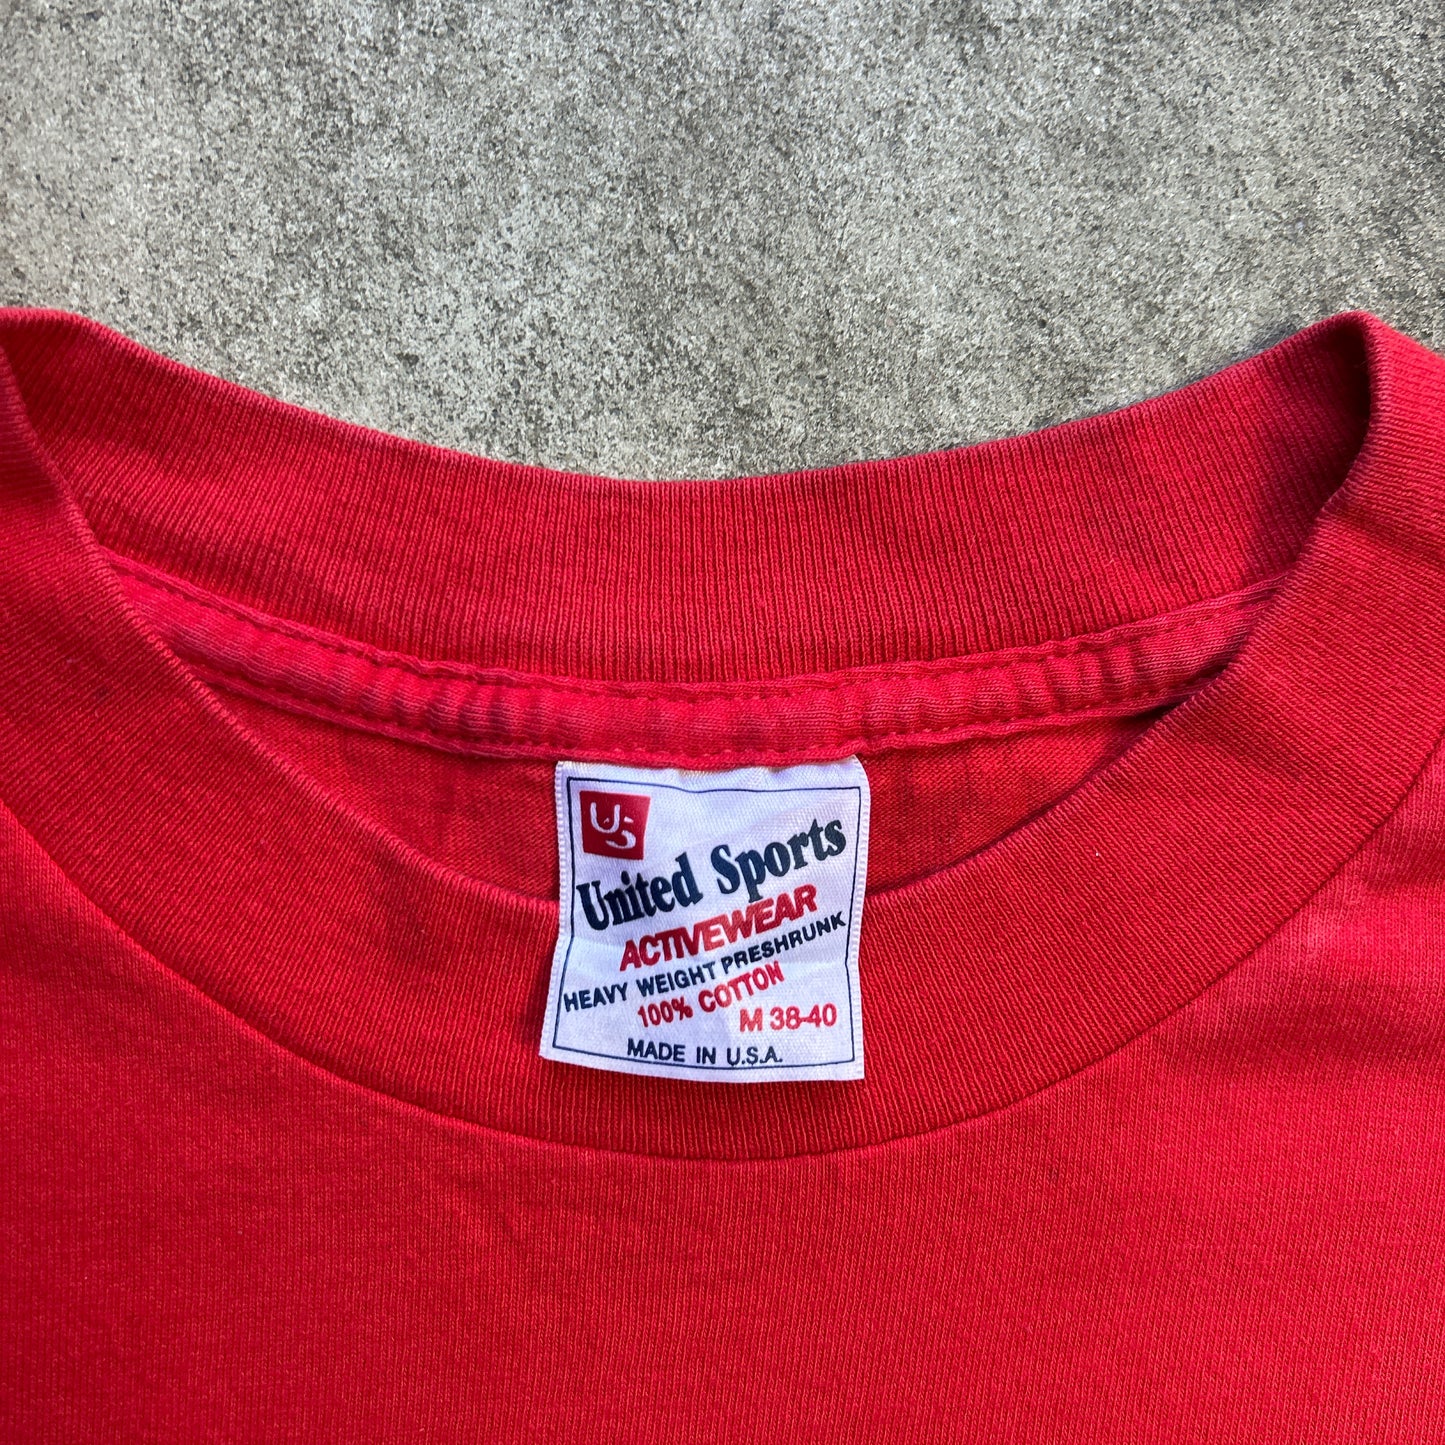 US
United Sports
ACTIVEWEAR
HEAVY WEIGHT PRESHRUNK
100% COTTON
M 38-40
MADE IN U.S.A.